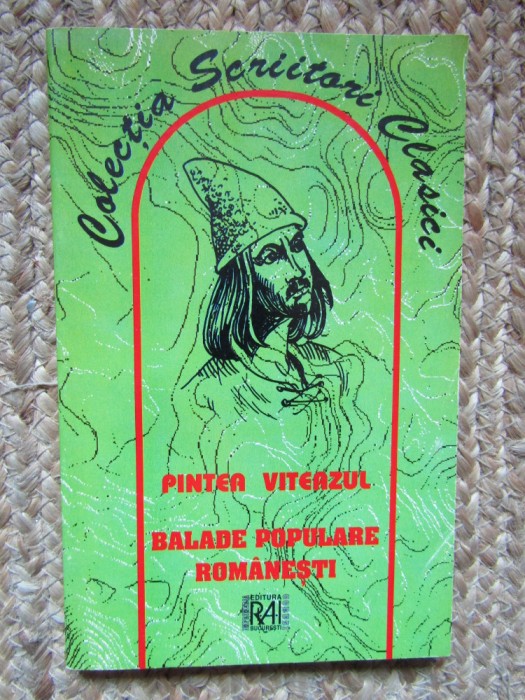 Colecția Scriitori Clasici
PINTEA VITEAZUL
BALADE POPULARE
ROMÂNEȘTI
EDITURA
RAI
BUCUREȘTI